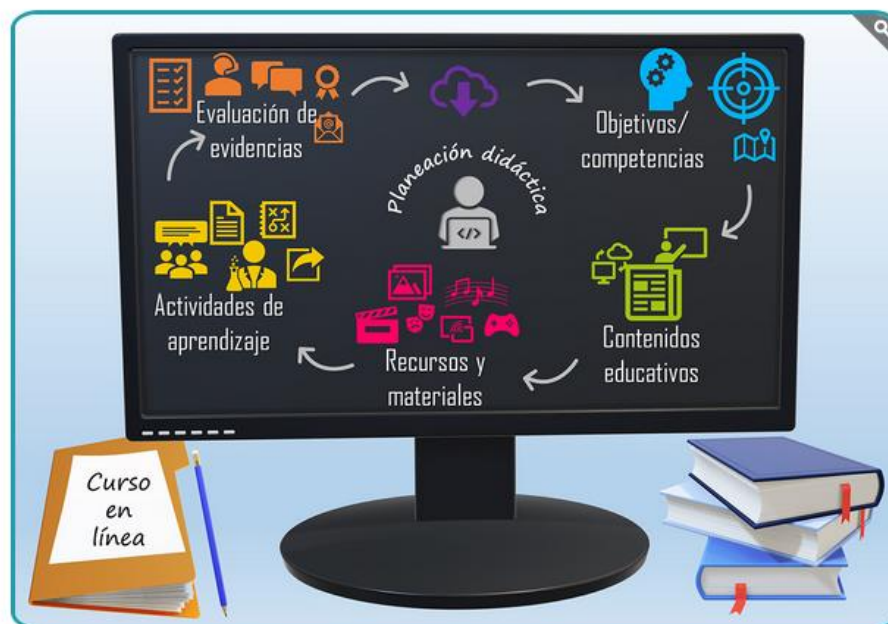 Evaluación de
evidencias
Objetivos/
competencias
Planeación didáctica
</>
Actividades de
aprendizaje
Recursos y
materiales
Contenidos
educativos
Curso
en
línea